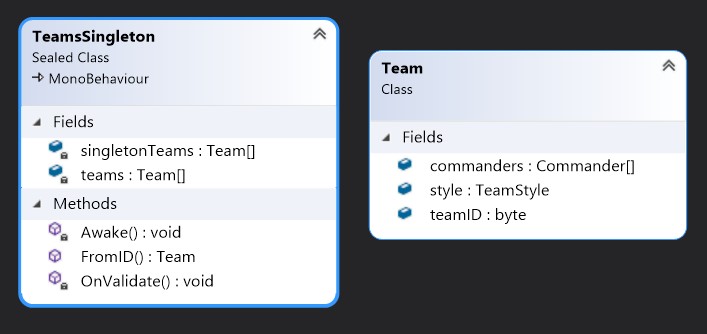 TeamsSingleton
Sealed Class
MonoBehaviour
Fields
singletonTeams : Team[]
teams : Team[]
Methods
Awake() : void
FromID() : Team
OnValidate() : void
Team
Class
Fields
commanders : Commander[]
style : TeamStyle
teamID : byte